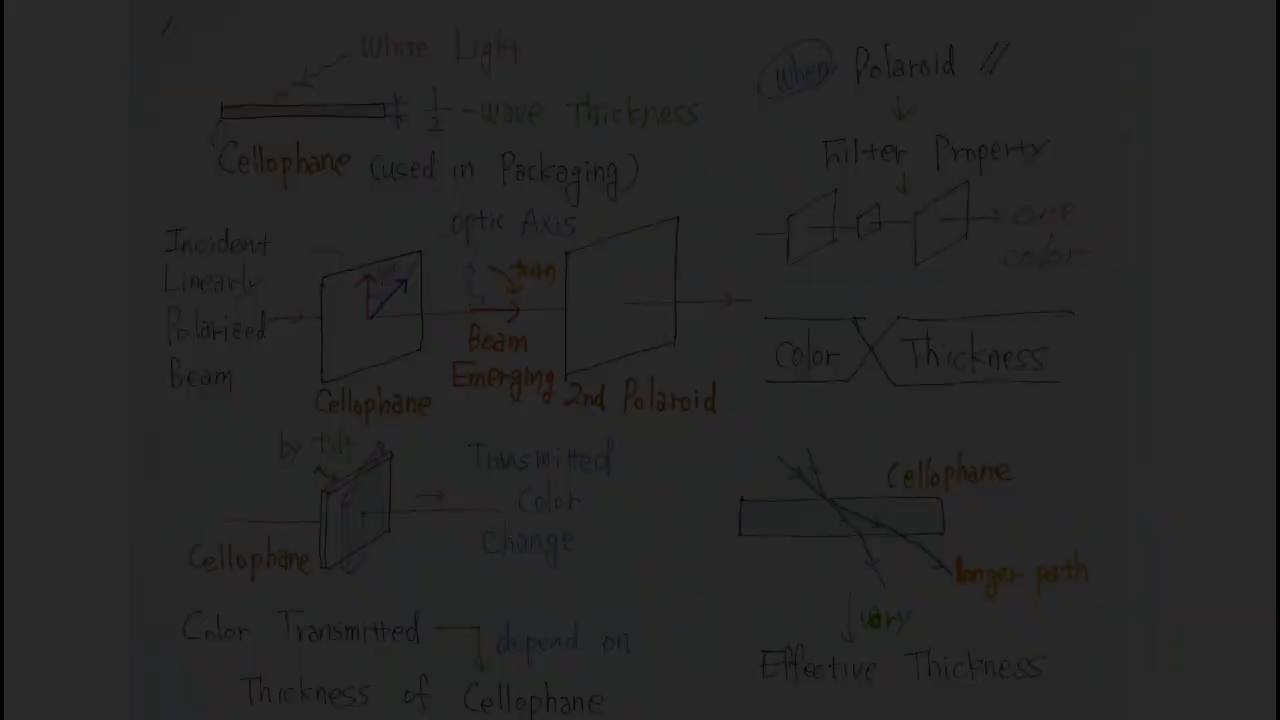 White Light
1/2 -wave Thickness
Cellophane (used in Packaging)
optic Axis
Incident
Linearly
Polarized
Beam
turn
Beam
Emerging
Cellophane
2nd Polaroid
by tilt
Transmitted
Color
Change
Cellophane
Color Transmitted
depend on
Thickness of Cellophane
When Polaroid //
Filter Property
one
color
Color Thickness
Cellophane
longer path
vary
Effective Thickness